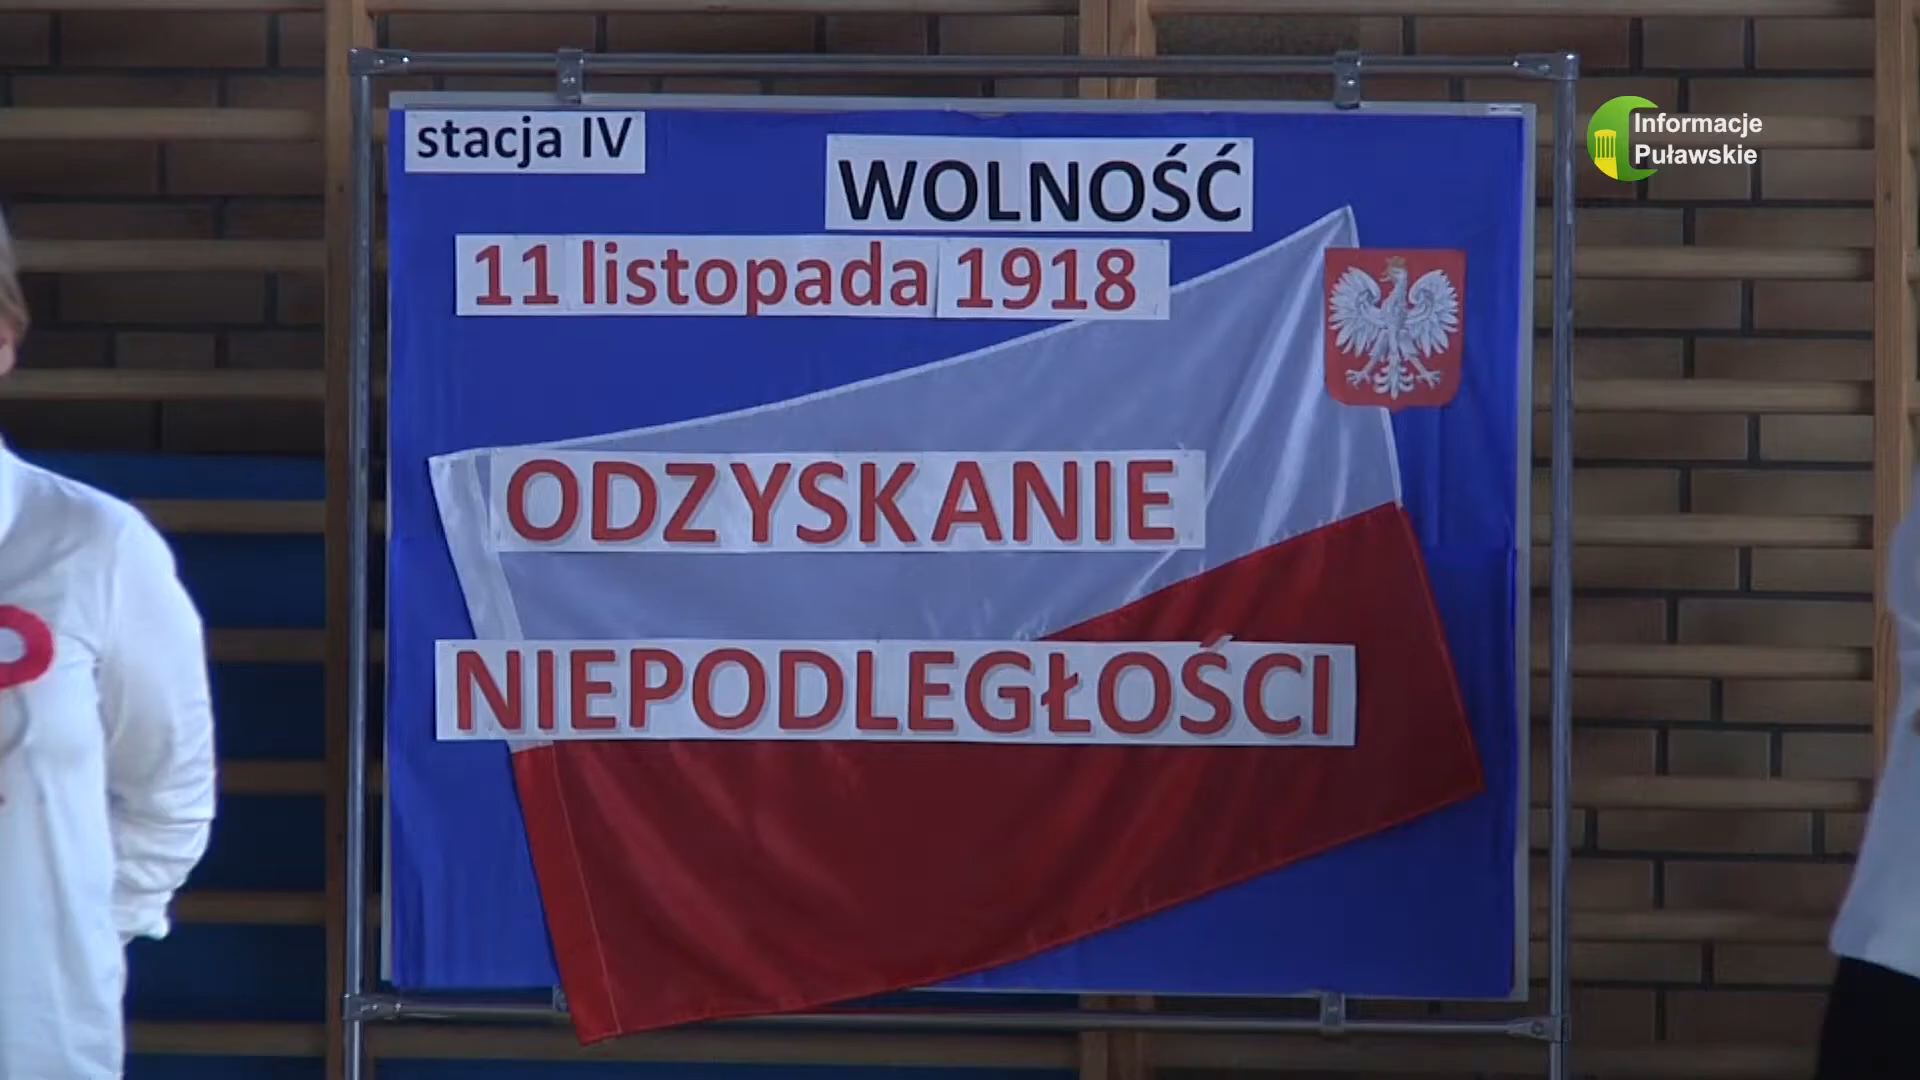 stacja IV
WOLNOŚĆ
11 listopada 1918
ODZYSKANIE
NIEPODLEGŁOŚCI
Informacje
Puławskie